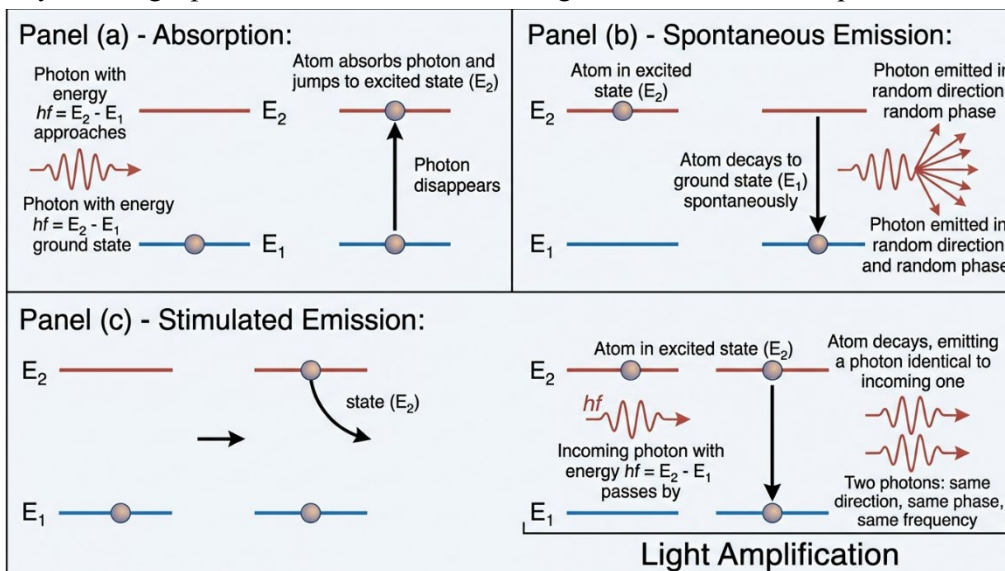 Panel (a) - Absorption:
Photon with
energy
hf = E₂ - E₁
approaches
Photon with energy
hf = E₂ - E₁
ground state
E₂
E₁
Atom absorbs photon and
jumps to excited state (E₂)
Photon
disappears
Panel (b) - Spontaneous Emission:
Atom in excited
state (E₂)
E₂
E₁
Atom decays to
ground state (E₁)
spontaneously
Photon emitted in
random direction
random phase
Photon emitted in
random direction
and random phase
Panel (c) - Stimulated Emission:
E₂
E₁
state (E₂)
Atom in excited state (E₂)
E₂
hf
Incoming photon with
energy hf = E₂ - E₁
passes by
E₁
Atom decays, emitting
a photon identical to
incoming one
Two photons: same
direction, same phase,
same frequency
Light Amplification